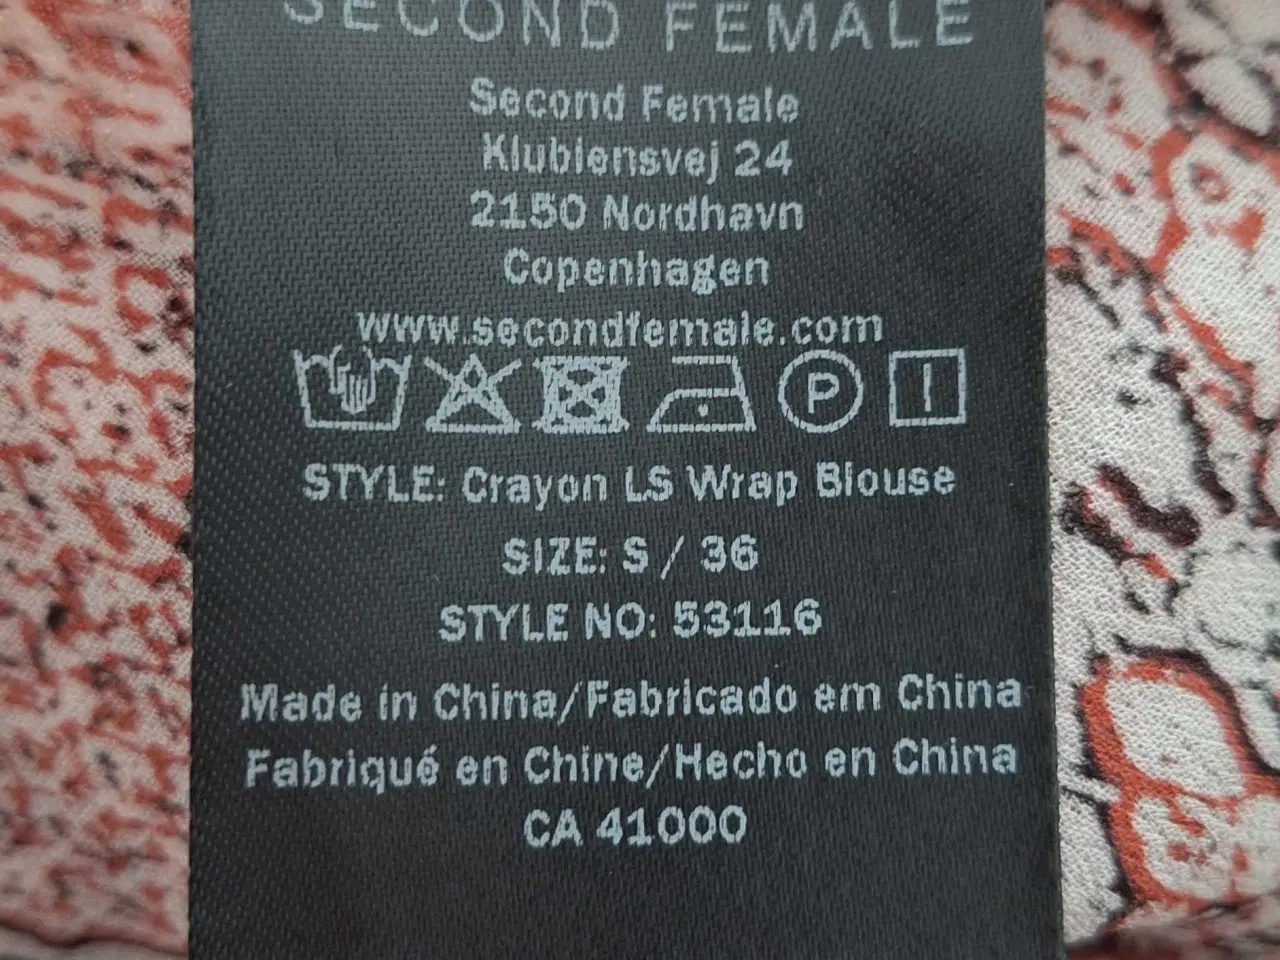 SECOND FEMALE
Second Female
Klubiensvej 24
2150 Nordhavn
Copenhagen
www.secondfemale.com
P
STYLE: Crayon LS Wrap Blouse
SIZE: S / 36
STYLE NO: 53116
Made in China/Fabricado em China
Fabriqué en Chine/Hecho en China
CA 41000